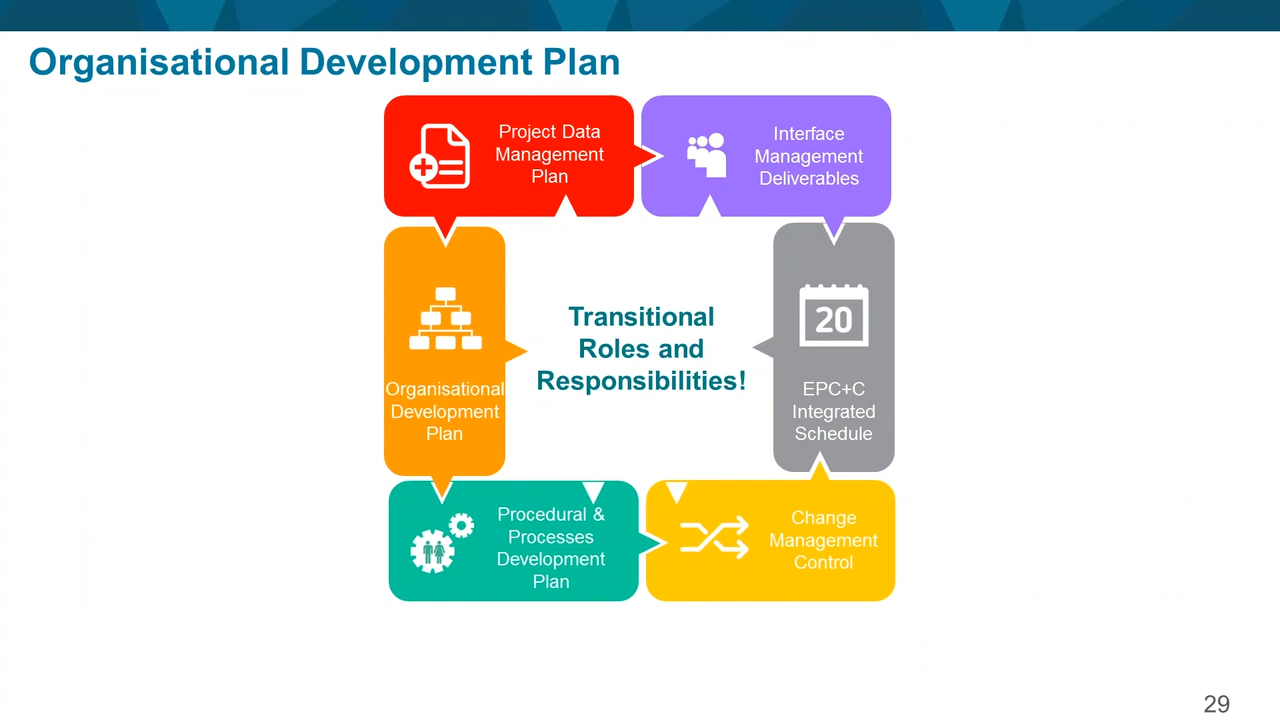 Organisational Development Plan
Project Data
Management
Plan
Interface
Management
Deliverables
Organisational
Development
Plan
Transitional
Roles and
Responsibilities!
20
EPC+C
Integrated
Schedule
Procedural &
Processes
Development
Plan
Change
Management
Control
29